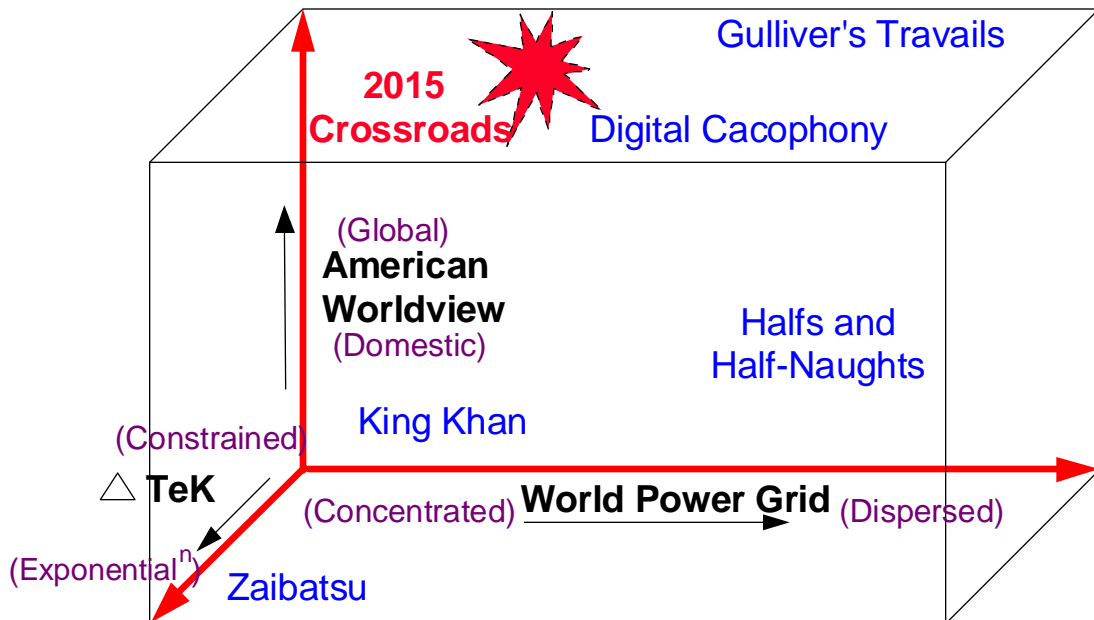 Gulliver's Travails
2015
Crossroads
Digital Cacophony
(Global)
American
Worldview
(Domestic)
Halfs and
Half-Naughts
King Khan
(Constrained)
△ TeK
(Concentrated) World Power Grid (Dispersed)
(Exponentialⁿ)
Zaibatsu